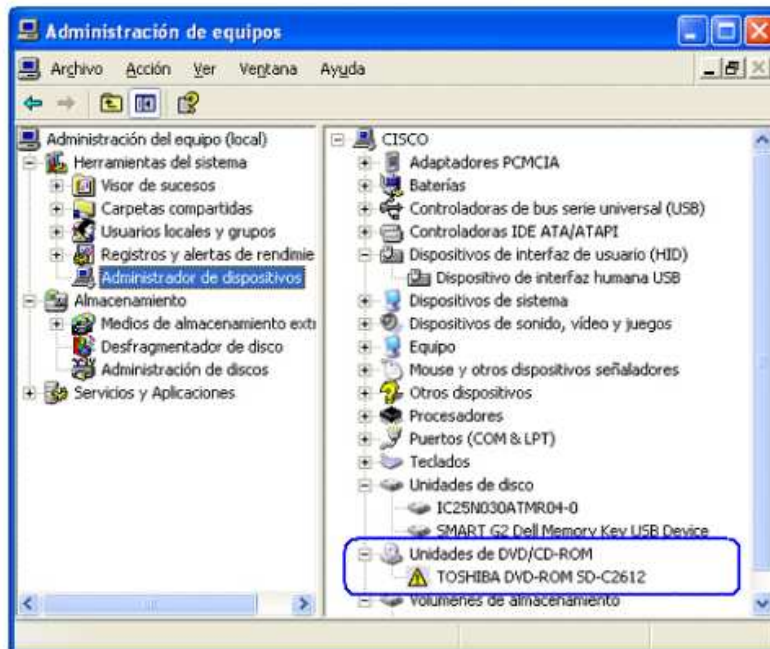 Administración de equipos
Archivo Acción Ver Ventana Ayuda
Administración del equipo (local)
Herramientas del sistema
Visor de sucesos
Carpetas compartidas
Usuarios locales y grupos
Registros y alertas de rendimie
Administrador de dispositivos
Almacenamiento
Medios de almacenamiento extr
Desfragmentador de disco
Administración de discos
Servicios y Aplicaciones
CISCO
Adaptadores PCMCIA
Baterías
Controladoras de bus serie universal (USB)
Controladoras IDE ATA/ATAPI
Dispositivos de interfaz de usuario (HID)
Dispositivo de interfaz humana USB
Dispositivos de sistema
Dispositivos de sonido, vídeo y juegos
Equipo
Mouse y otros dispositivos señaladores
Otros dispositivos
Procesadores
Puertos (COM & LPT)
Teclados
Unidades de disco
IC25N030ATMR04-0
SMART G2 Dell Memory Key USB Device
Unidades de DVD/CD-ROM
TOSHIBA DVD-ROM SD-C2612
Volúmenes de almacenamiento